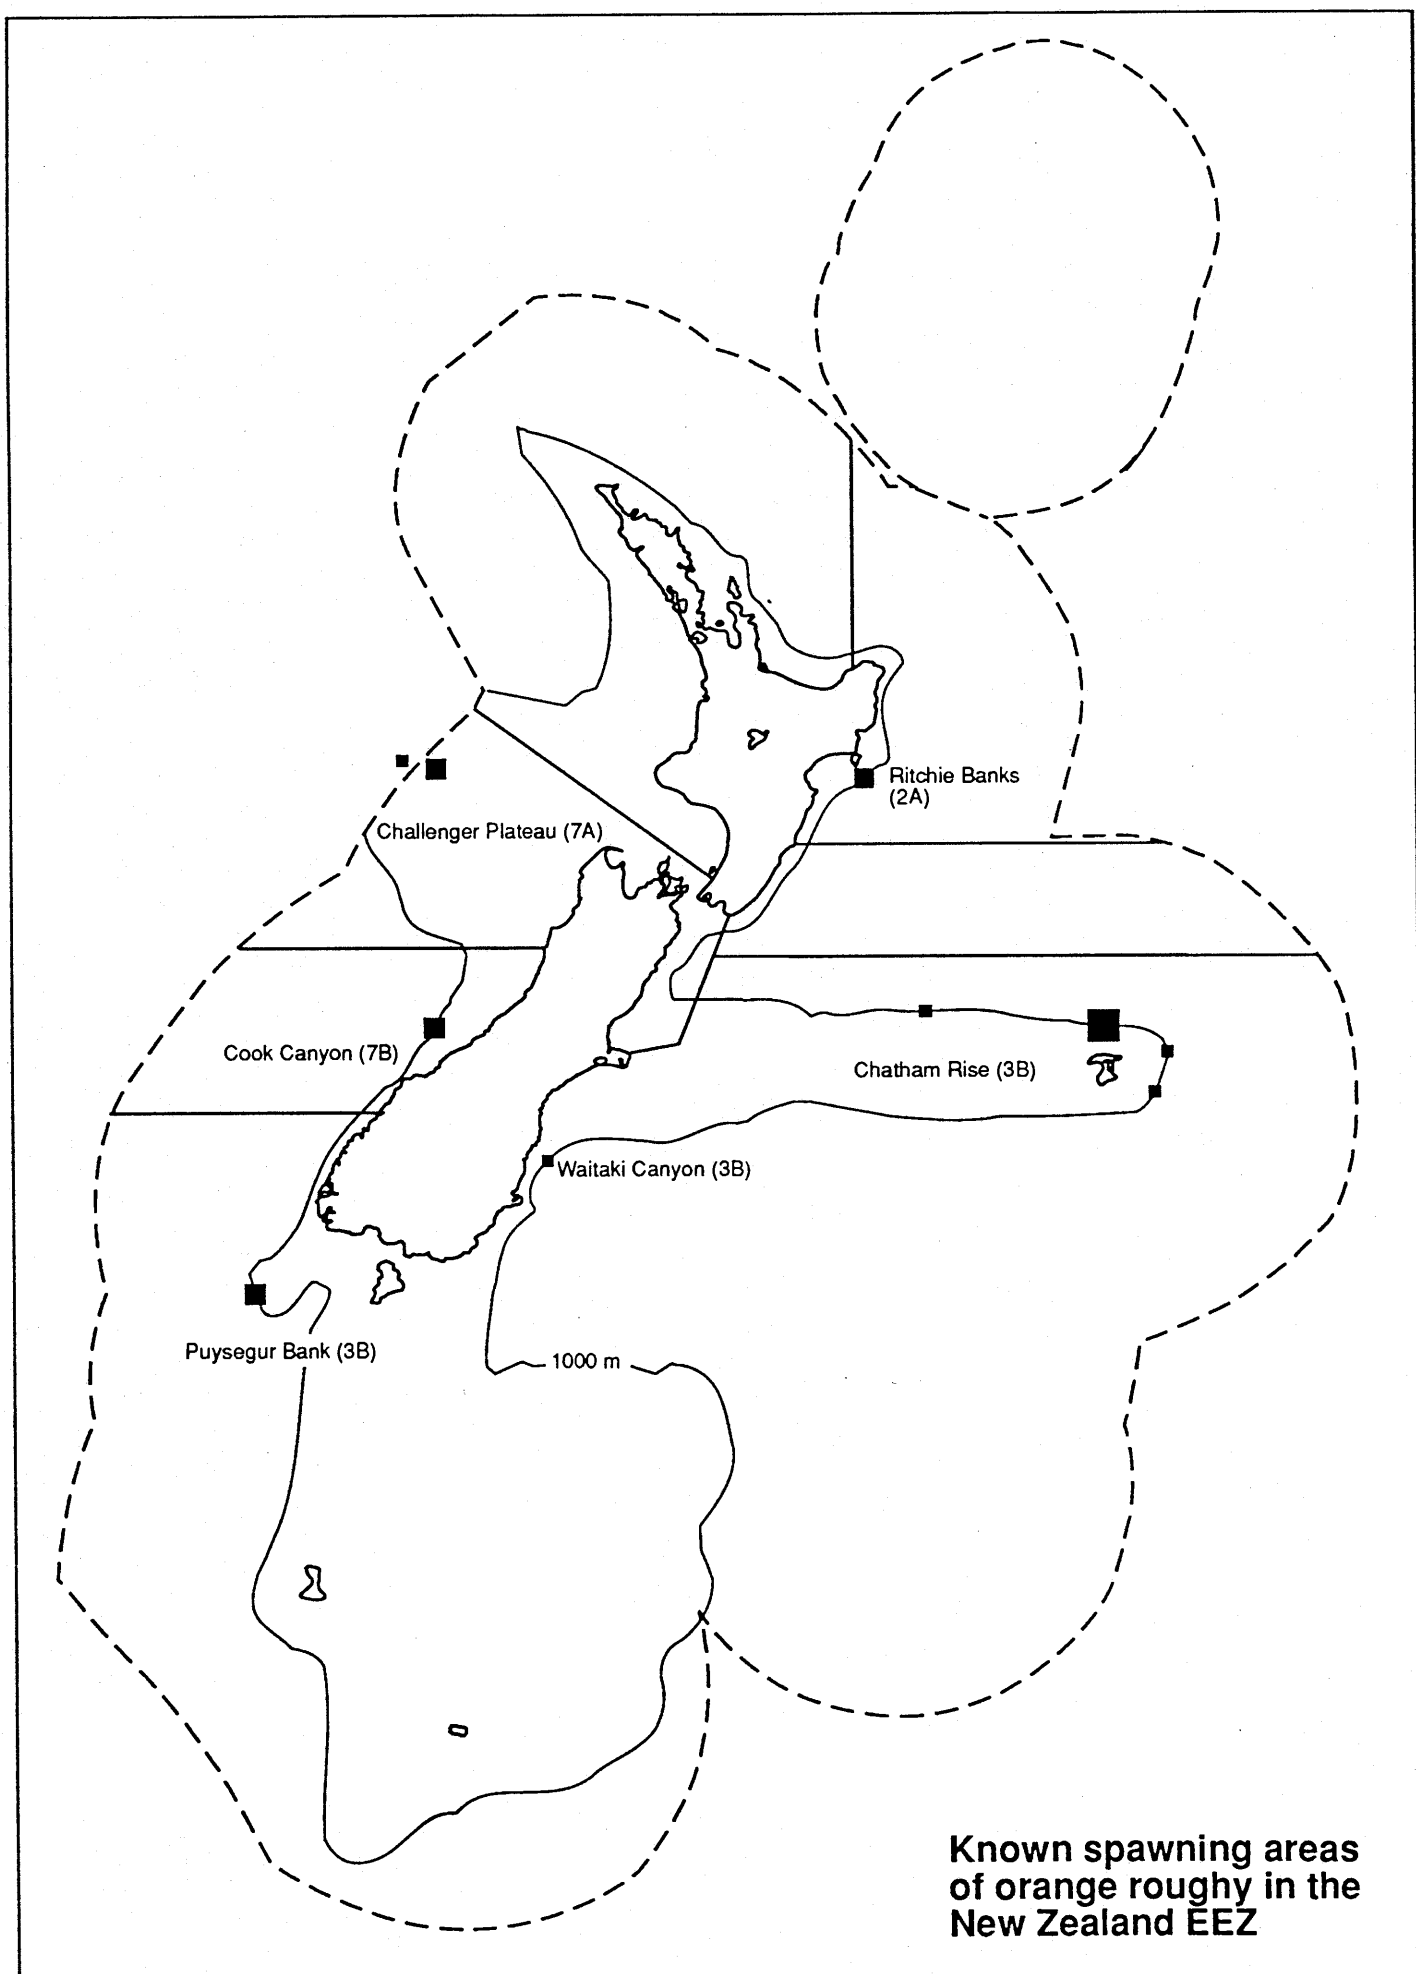 Ritchie Banks
(2A)
Challenger Plateau (7A)
Cook Canyon (7B)
Chatham Rise (3B)
Waitaki Canyon (3B)
Puysegur Bank (3B)
1000 m
Known spawning areas
of orange roughy in the
New Zealand EEZ